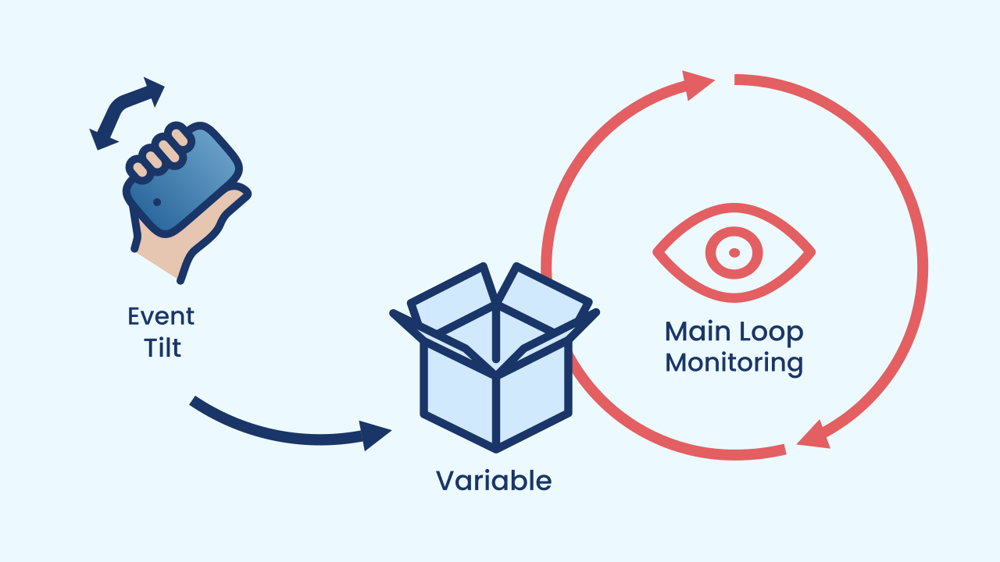 Event
Tilt
Main Loop
Monitoring
Variable